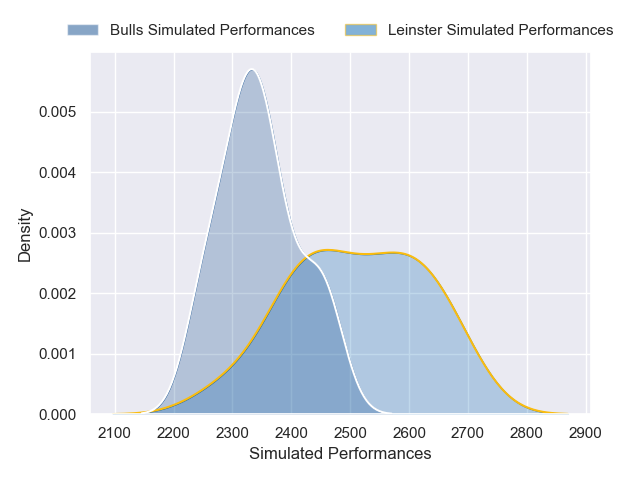 Bulls Simulated Performances Leinster Simulated Performances
0.005
0.004
0.003
0.002
0.001
0.000
Density
2100 2200 2300 2400 2500 2600 2700 2800 2900
Simulated Performances